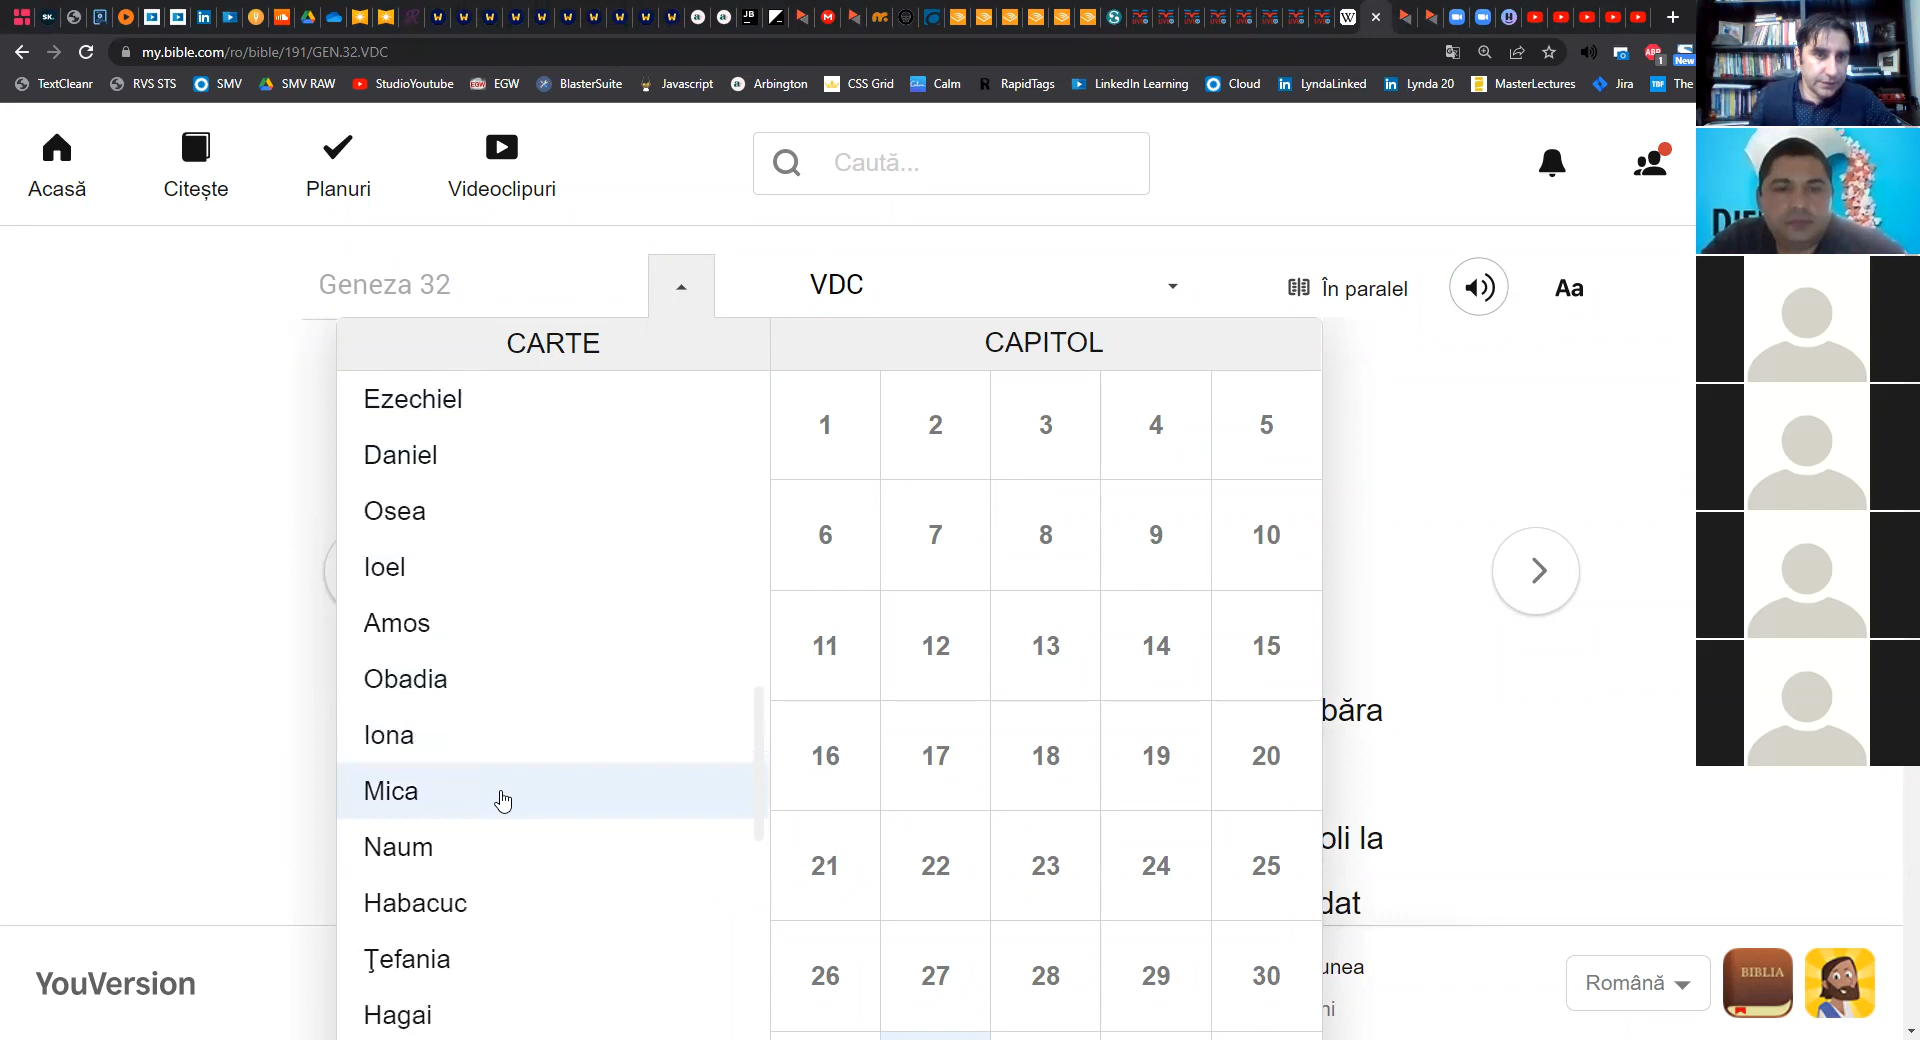 my.bible.com/ro/bible/191/GEN.32.VDC
TextCleanr
RVS STS
SMV
SMV RAW
StudioYoutube
EGW
BlasterSuite
Javascript
Arbington
CSS Grid
Calm
RapidTags
LinkedIn Learning
Cloud
LyndaLinked
Lynda 20
MasterLectures
Jira
The
New
Acasă
Citește
Planuri
Videoclipuri
Caută...
Geneza 32
VDC
În paralel
Aa
CARTE
CAPITOL
Ezechiel
Daniel
Osea
Ioel
Amos
Obadia
Iona
Mica
Naum
Habacuc
Ţefania
Hagai
1 2 3 4 5
6 7 8 9 10
11 12 13 14 15
16 17 18 19 20
21 22 23 24 25
26 27 28 29 30
băra
oli la
dat
unea
ni
YouVersion
Română
BIBLIA